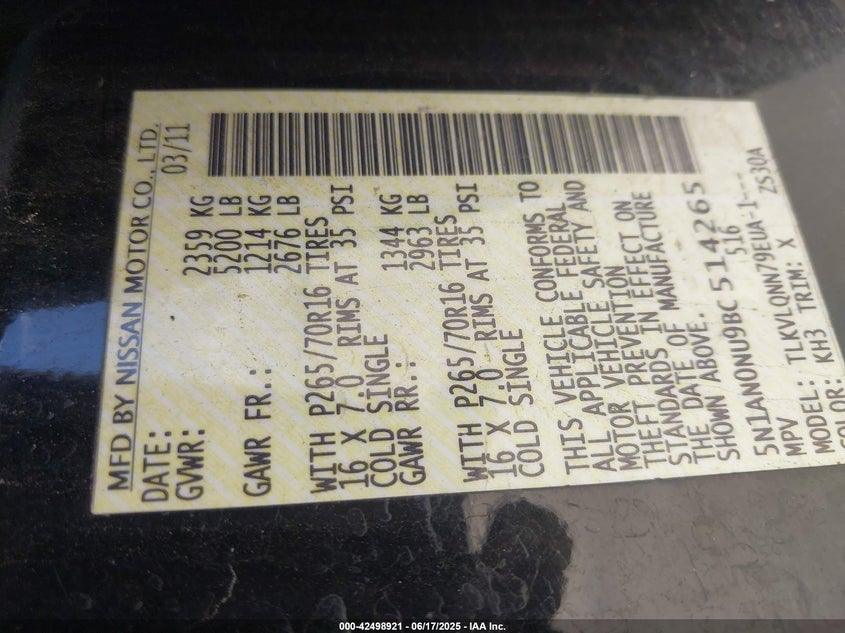 MFD BY NISSAN MOTOR CO., LTD.
DATE: 03/11
GVWR: 2359 KG
5200 LB
GAWR FR.: 1214 KG
2676 LB
WITH P265/70R16 TIRES
16 X 7.0 RIMS AT 35 PSI
COLD SINGLE
GAWR RR.: 1344 KG
2963 LB
WITH P265/70R16 TIRES
16 X 7.0 RIMS AT 35 PSI
COLD SINGLE
THIS VEHICLE CONFORMS TO
ALL APPLICABLE FEDERAL
MOTOR VEHICLE SAFETY AND
THEFT PREVENTION
STANDARDS IN EFFECT ON
THE DATE OF MANUFACTURE
SHOWN ABOVE.
5N1AN0NU9BC514265
MPV 516
MODEL: TLKVLQNN79EUA-1---
COLOR: KH3 TRIM: X ZS30A
000-42498921 - 06/17/2025 - IAA Inc.